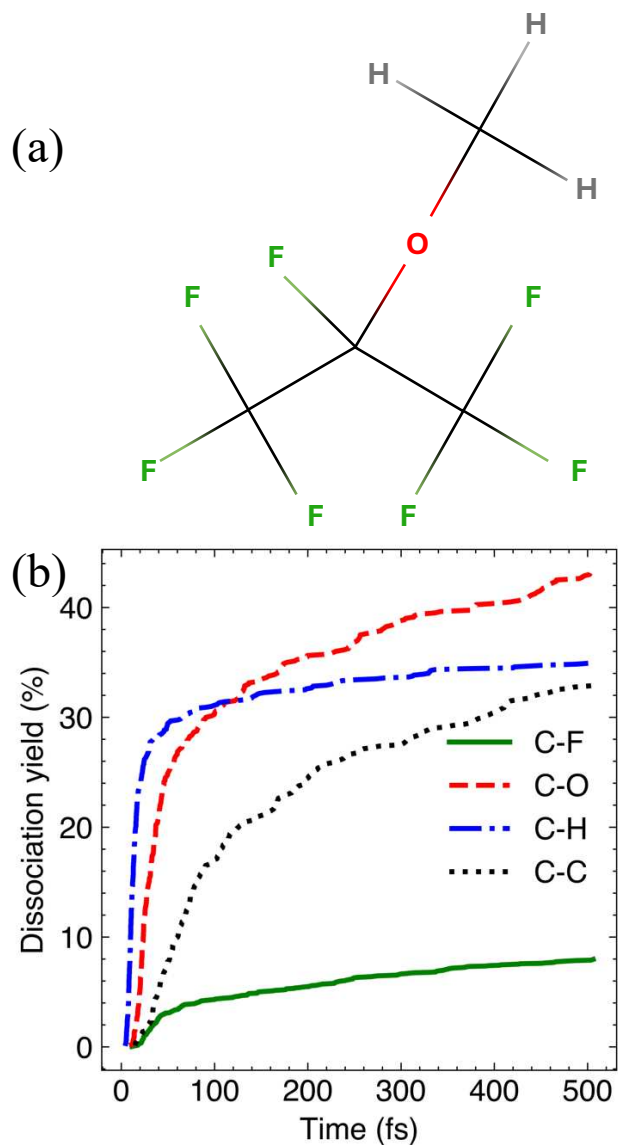 (a)
H
H
H
O
F
F
F
F
F
F
F
(b)
40
30
20
10
0
Dissociation yield (%)
C-F
C-O
C-H
C-C
0 100 200 300 400 500
Time (fs)